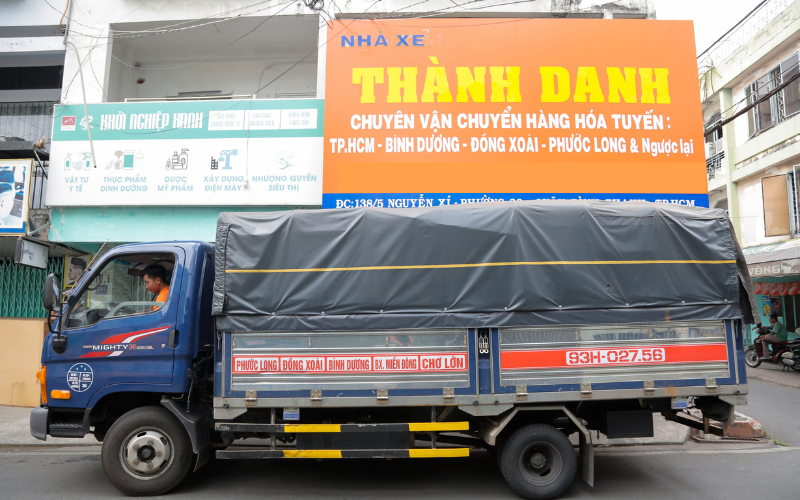 NHÀ XE
THÀNH DANH
CHUYÊN VẬN CHUYỂN HÀNG HÓA TUYẾN :
TP.HCM - BÌNH DƯƠNG - ĐỒNG XOÀI - PHƯỚC LONG & Ngược lại
ĐC:138/5 NGUYỄN XÍ - PHƯỜNG TP.HCM
KHỞI NGHIỆP XANH
VẬT TƯ
Y TẾ
THỰC PHẨM
DINH DƯỠNG
DƯỢC
MỸ PHẨM
XÂY DỰNG
ĐIỆN MÁY
NHƯỢNG QUYỀN
SIÊU THỊ
MIGHTY
PHƯỚC LONG ĐỒNG XOÀI BÌNH DƯƠNG BX. MIỀN ĐÔNG CHỢ LỚN
93H-027.56